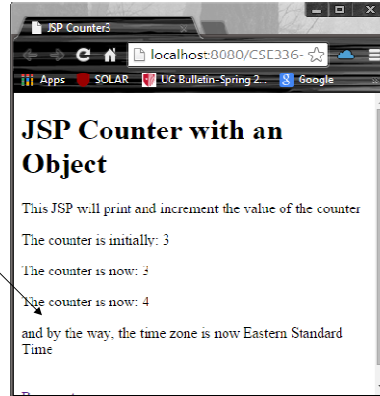 JSP Counter3
localhost:8080/CSE336-
Apps SOLAR UG Bulletin-Spring 2... Google
JSP Counter with an
Object
This JSP will print and increment the value of the counter
The counter is initially: 3
The counter is now: 3
The counter is now: 4
and by the way, the time zone is now Eastern Standard
Time